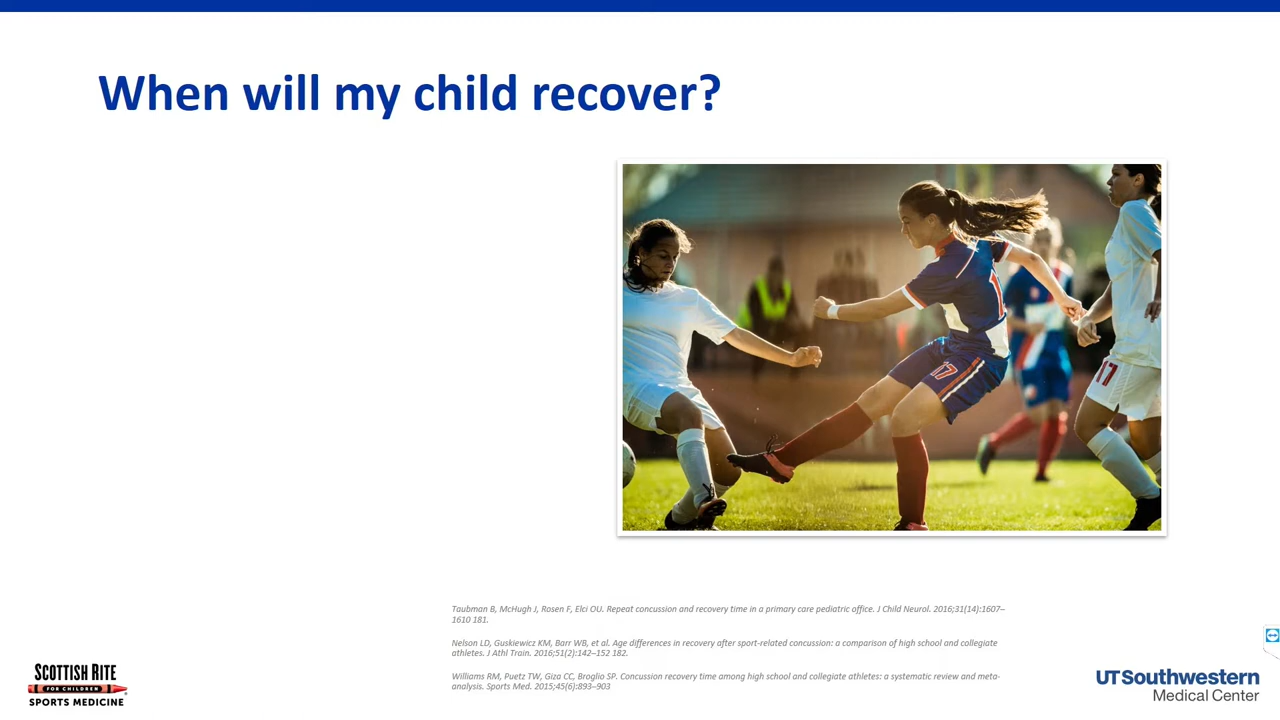 When will my child recover?
17
17
Taubman B, McHugh J, Rosen F, Elci OU. Repeat concussion and recovery time in a primary care pediatric office. J Child Neurol. 2016;31(14):1607–
1610 181.
Nelson LD, Guskiewicz KM, Barr WB, et al. Age differences in recovery after sport-related concussion: a comparison of high school and collegiate
athletes. J Athl Train. 2016;51(2):142–152 182.
Williams RM, Puetz TW, Giza CC, Broglio SP. Concussion recovery time among high school and collegiate athletes: a systematic review and meta-
analysis. Sports Med. 2015;45(6):893–903
SCOTTISH RITE
FOR CHILDREN
SPORTS MEDICINE
UTSouthwestern
Medical Center